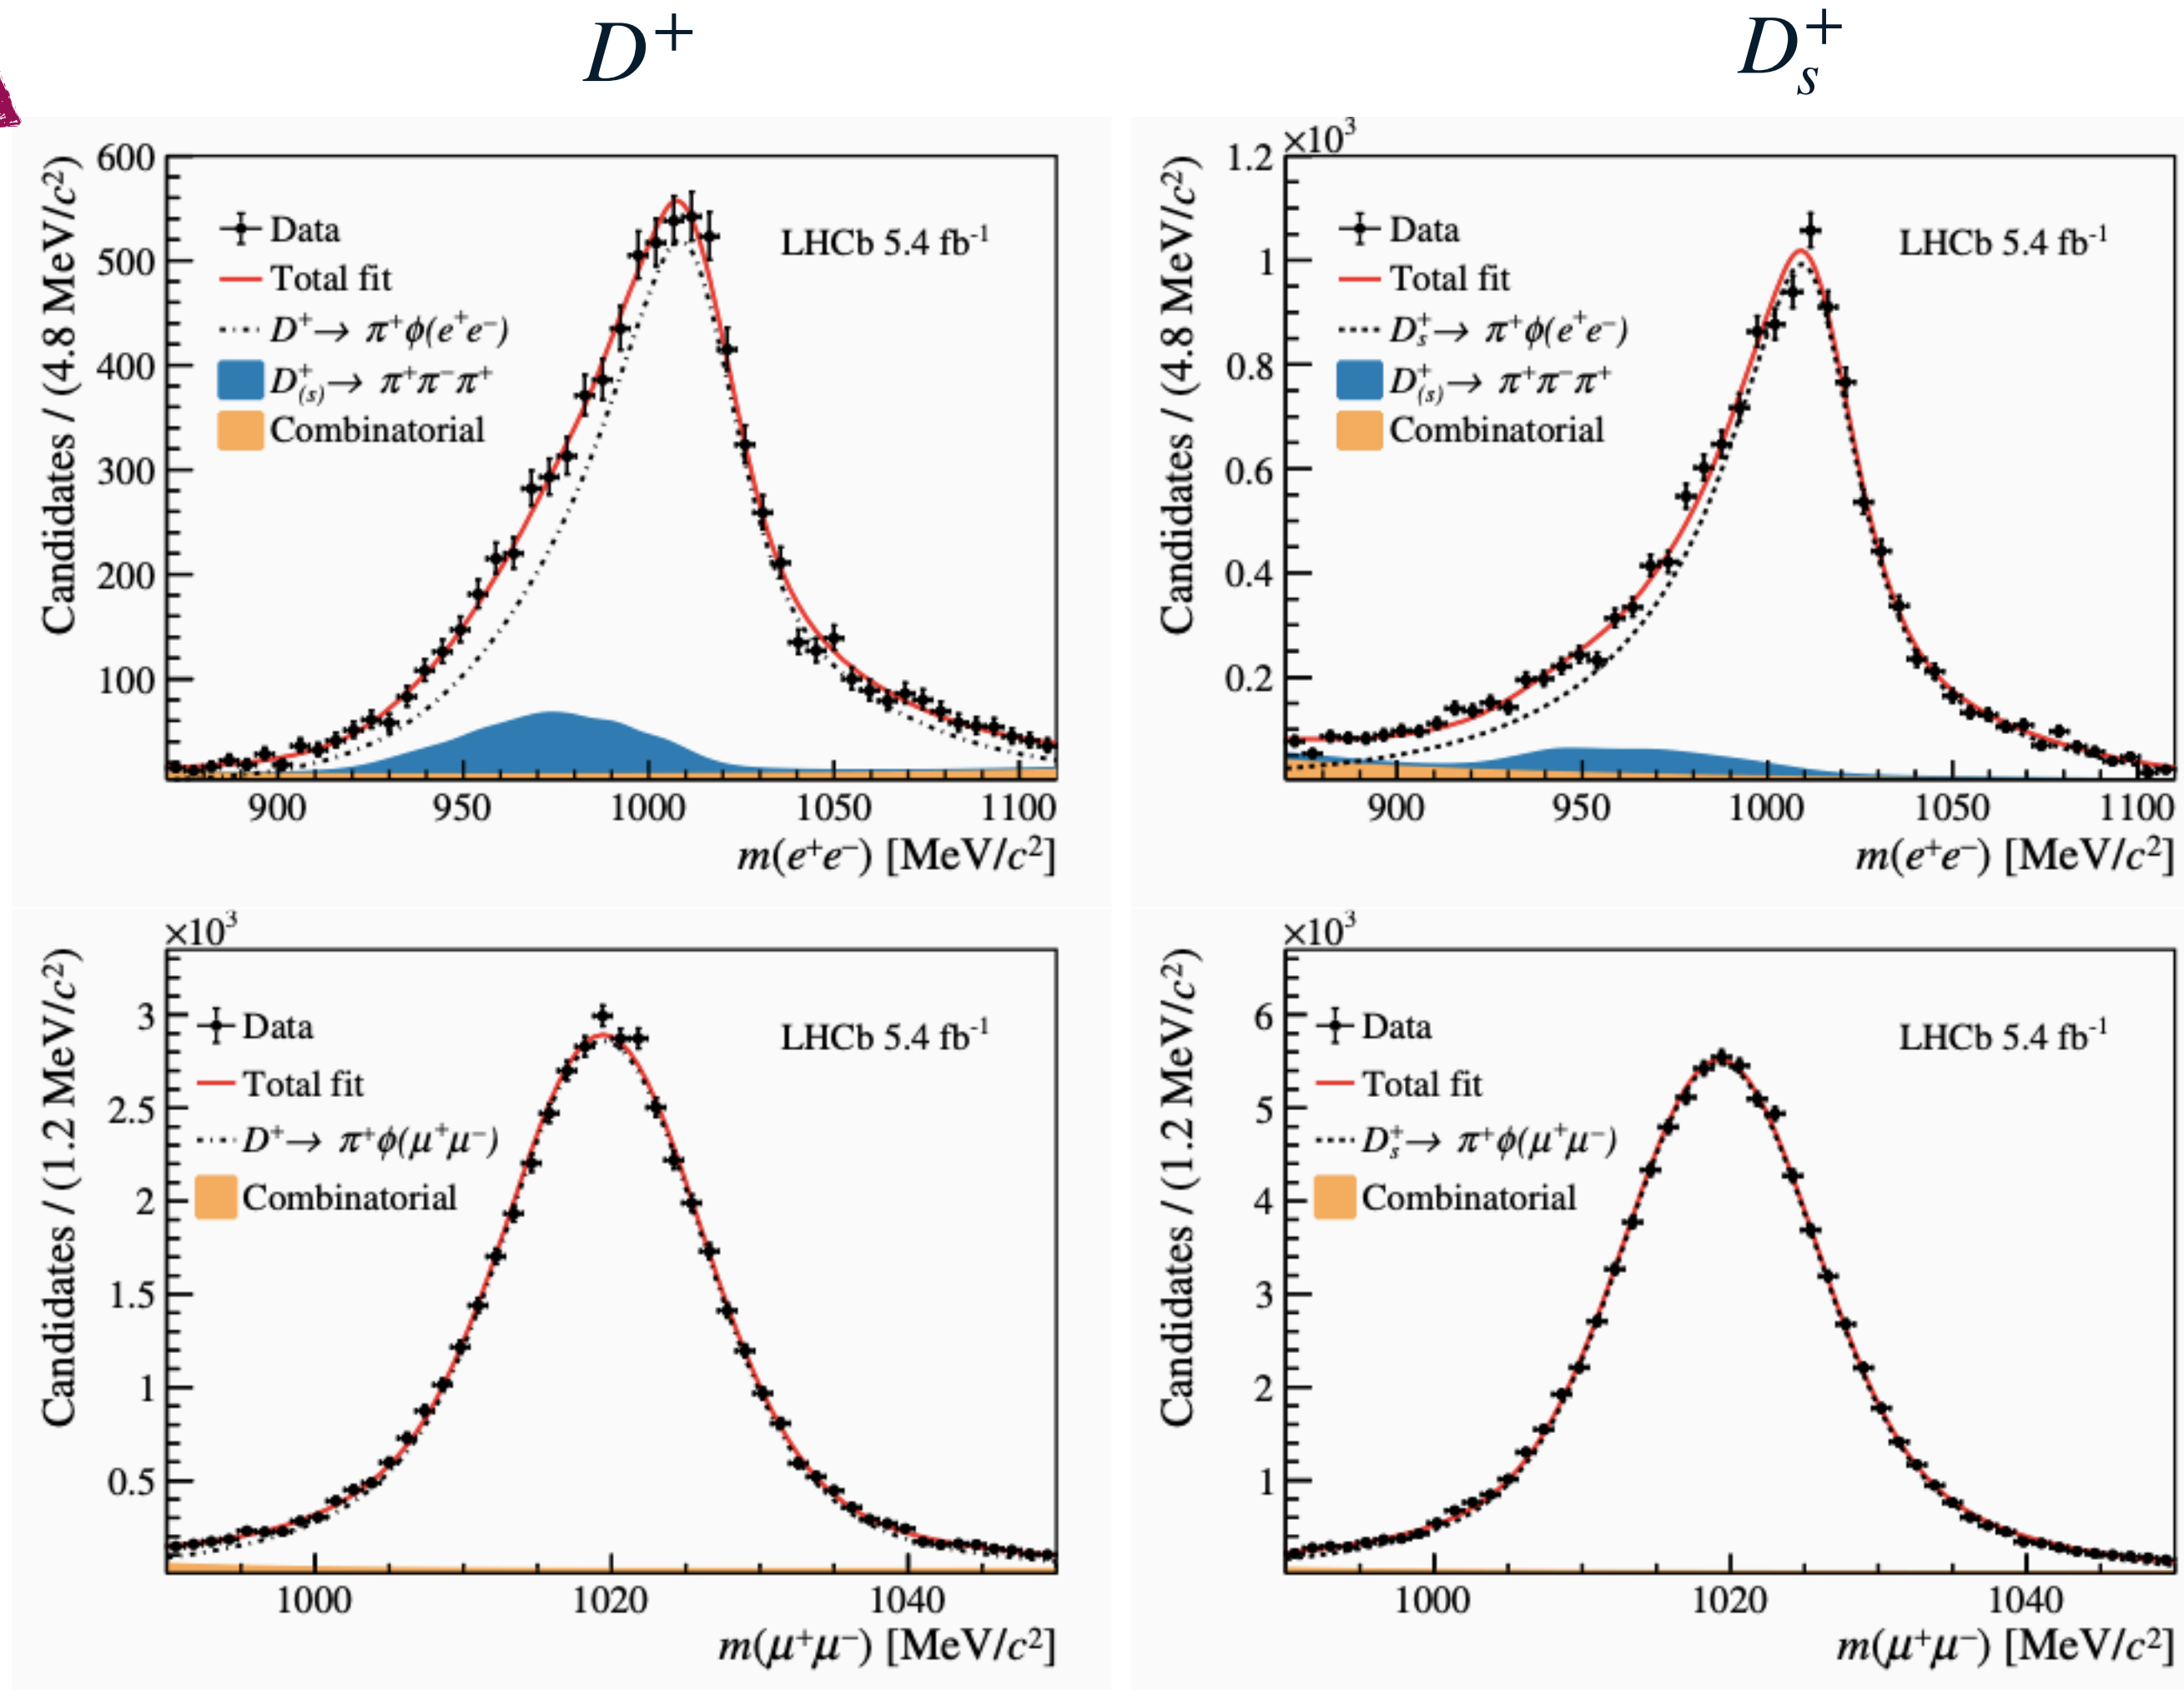 D⁺
D_s⁺
600
500
400
300
200
100
Candidates / (4.8 MeV/c²)
Data
Total fit
D⁺→ π⁺ϕ(e⁺e⁻)
D⁺₍s₎→ π⁺π⁻π⁺
Combinatorial
LHCb 5.4 fb⁻¹
900 950 1000 1050 1100
m(e⁺e⁻) [MeV/c²]
×10³
1.2
1
0.8
0.6
0.4
0.2
Candidates / (4.8 MeV/c²)
Data
Total fit
D_s⁺→ π⁺ϕ(e⁺e⁻)
D⁺₍s₎→ π⁺π⁻π⁺
Combinatorial
LHCb 5.4 fb⁻¹
900 950 1000 1050 1100
m(e⁺e⁻) [MeV/c²]
×10³
3
2.5
2
1.5
1
0.5
Candidates / (1.2 MeV/c²)
Data
Total fit
D⁺→ π⁺ϕ(μ⁺μ⁻)
Combinatorial
LHCb 5.4 fb⁻¹
1000 1020 1040
m(μ⁺μ⁻) [MeV/c²]
×10³
6
5
4
3
2
1
Candidates / (1.2 MeV/c²)
Data
Total fit
D_s⁺→ π⁺ϕ(μ⁺μ⁻)
Combinatorial
LHCb 5.4 fb⁻¹
1000 1020 1040
m(μ⁺μ⁻) [MeV/c²]